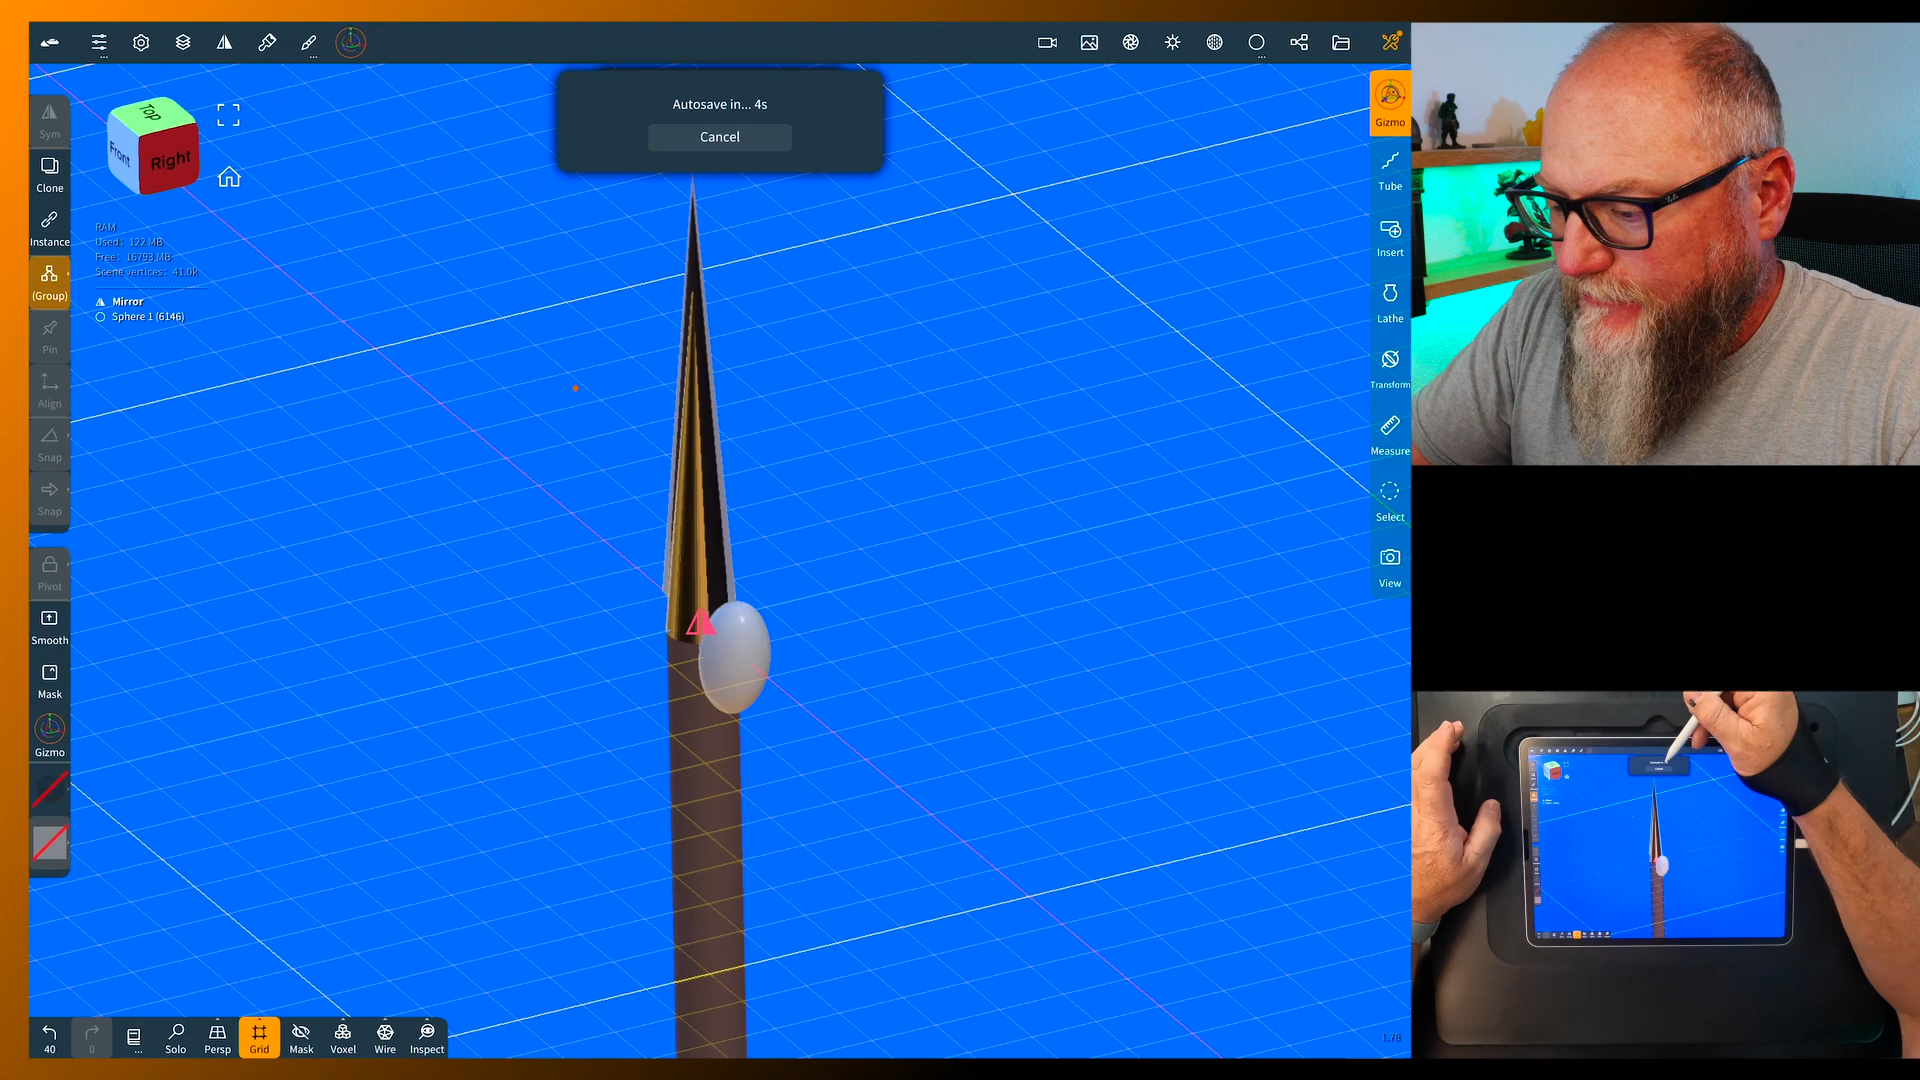 Autosave in... 4s
Cancel
Top
Front
Right
RAM
Used: 122 MB
Free: 16793 MB
Scene vertices: 41.0k
Mirror
Sphere 1 (6146)
Sym
Clone
Instance
(Group)
Pin
Align
Snap
Snap
Pivot
Smooth
Mask
Gizmo
Gizmo
Tube
Insert
Lathe
Transform
Measure
Select
View
40
0
Solo
Persp
Grid
Mask
Voxel
Wire
Inspect
1.78